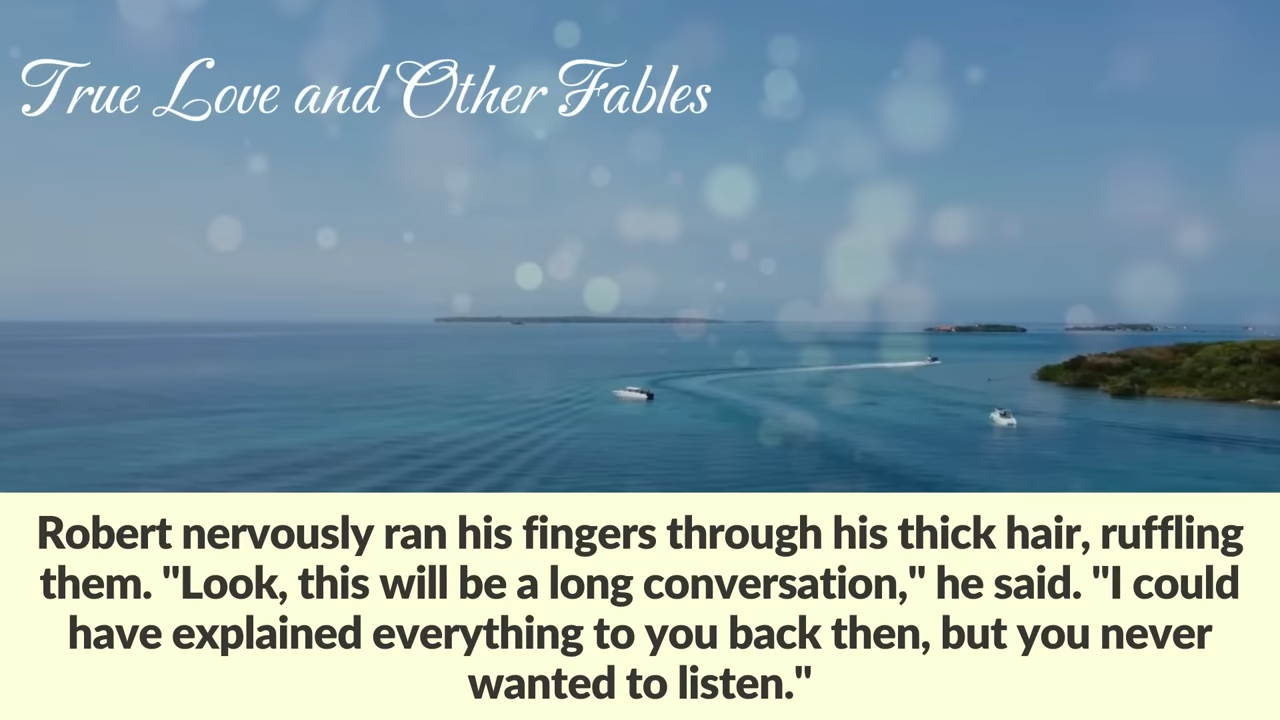 True Love and Other Fables
Robert nervously ran his fingers through his thick hair, ruffling
them. "Look, this will be a long conversation," he said. "I could
have explained everything to you back then, but you never
wanted to listen."